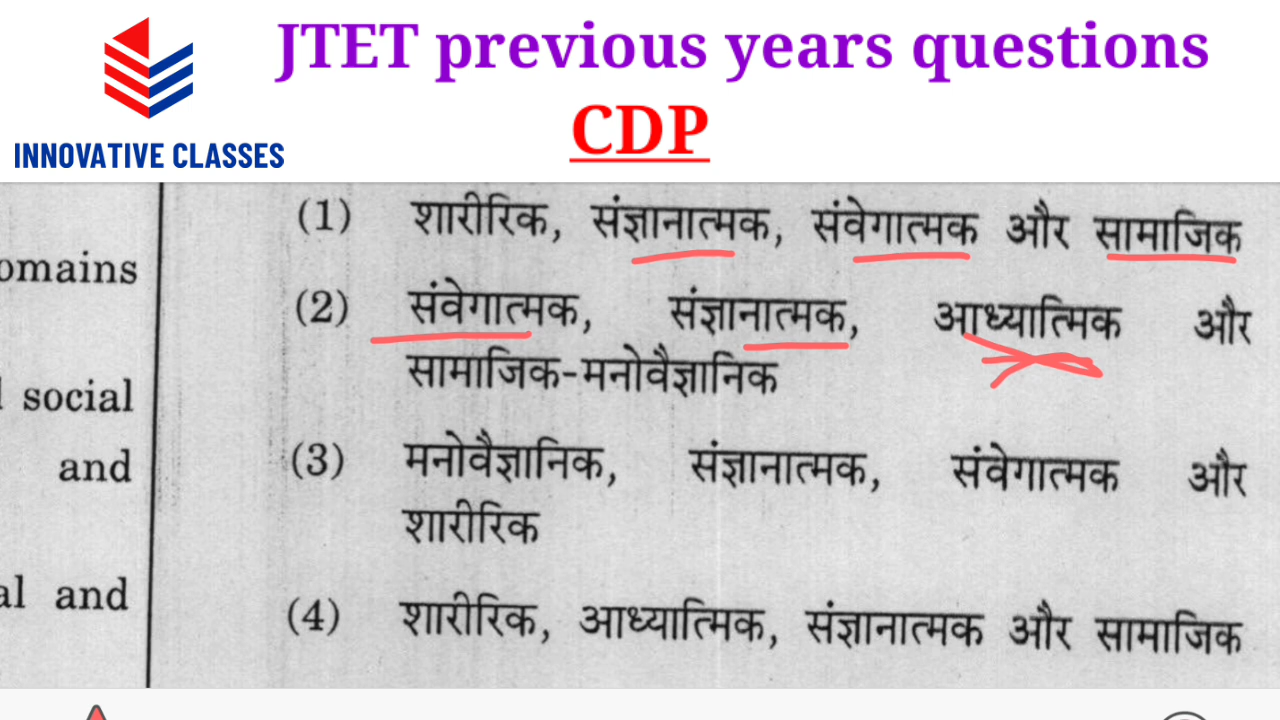 JTET previous years questions
CDP
INNOVATIVE CLASSES
(1) शारीरिक, संज्ञानात्मक, संवेगात्मक और सामाजिक
omains
(2) संवेगात्मक, संज्ञानात्मक, आध्यात्मिक और
सामाजिक-मनोवैज्ञानिक
social
(3) मनोवैज्ञानिक, संज्ञानात्मक, संवेगात्मक और
and
शारीरिक
al and
(4) शारीरिक, आध्यात्मिक, संज्ञानात्मक और सामाजिक